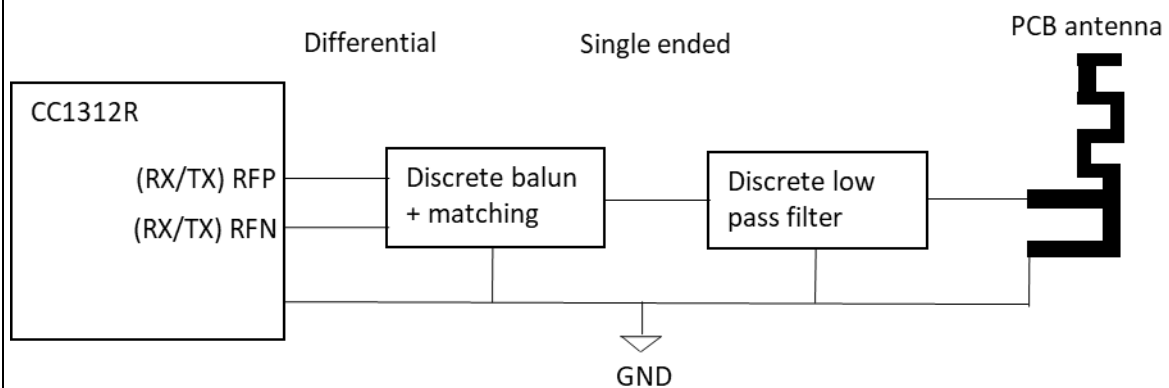 Differential
Single ended
PCB antenna
CC1312R
(RX/TX) RFP
(RX/TX) RFN
Discrete balun
+ matching
Discrete low
pass filter
GND